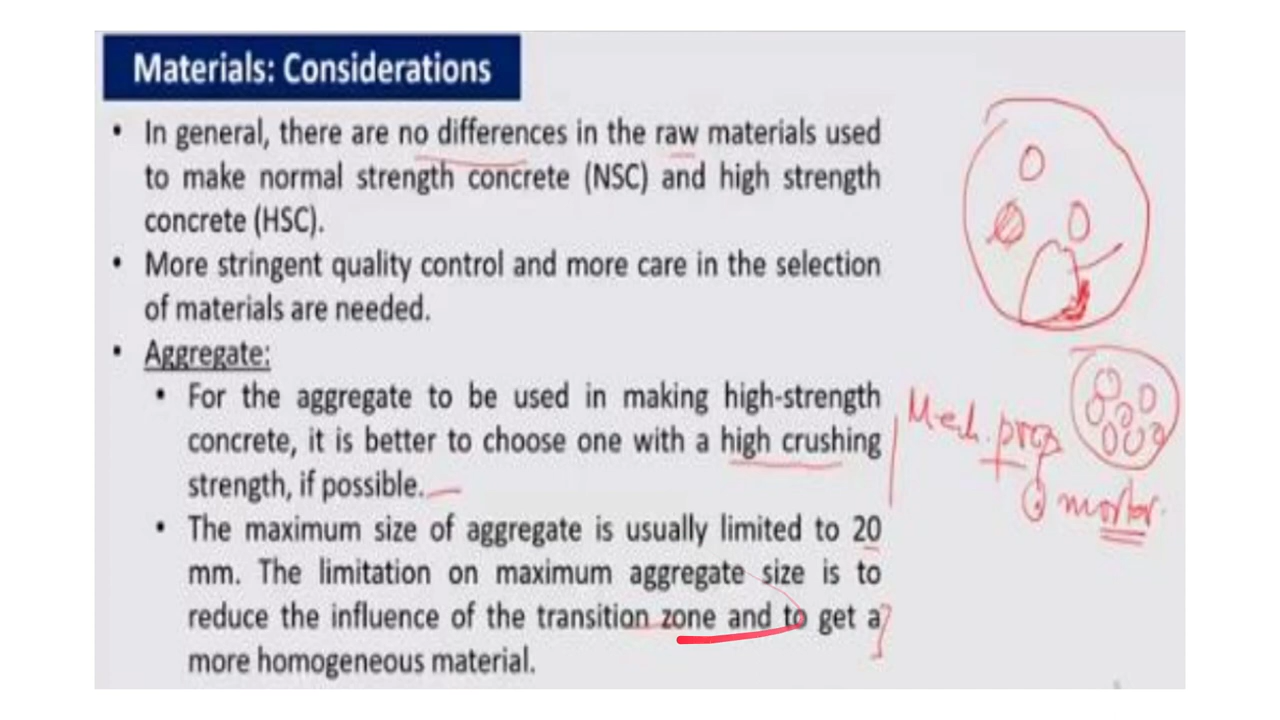 Materials: Considerations
• In general, there are no differences in the raw materials used
to make normal strength concrete (NSC) and high strength
concrete (HSC).
• More stringent quality control and more care in the selection
of materials are needed.
• Aggregate:
• For the aggregate to be used in making high-strength
concrete, it is better to choose one with a high crushing
strength, if possible.
• The maximum size of aggregate is usually limited to 20
mm. The limitation on maximum aggregate size is to
reduce the influence of the transition zone and to get a
more homogeneous material.
Mech. prop
mortar.